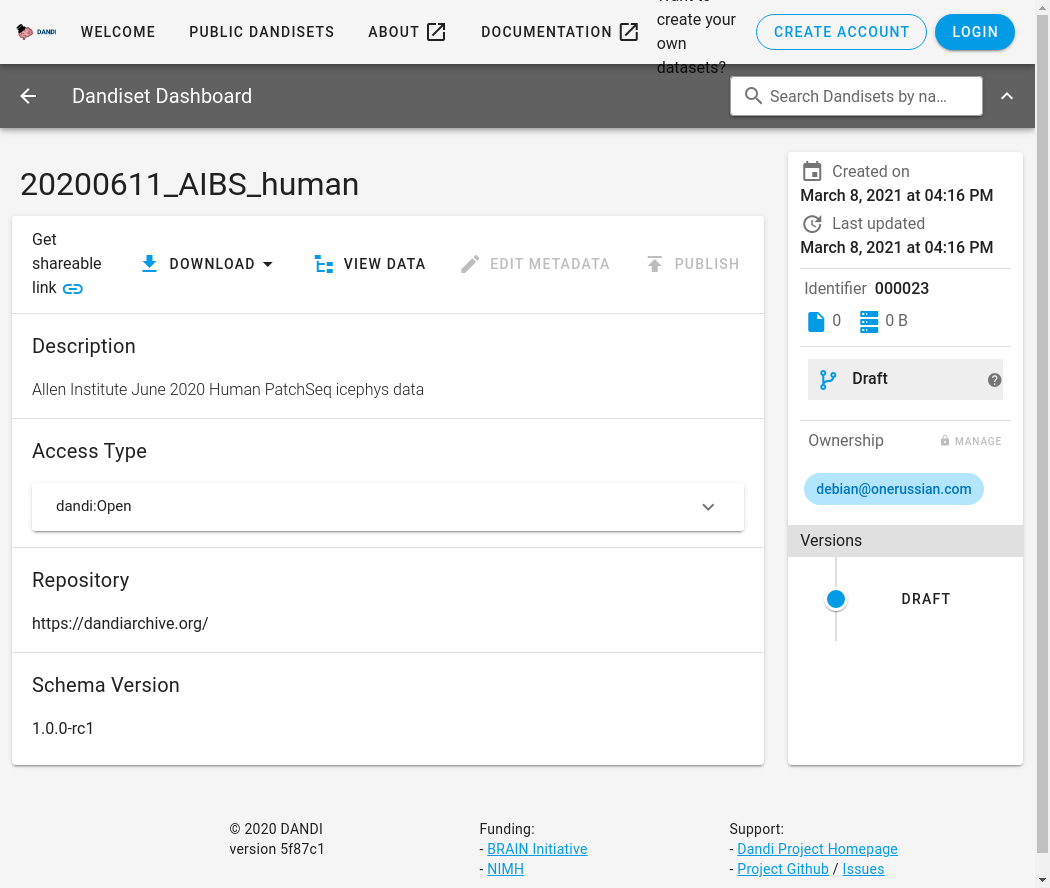 DANDI
WELCOME
PUBLIC DANDISETS
ABOUT
DOCUMENTATION
create your
own
datasets?
CREATE ACCOUNT
LOGIN
Dandiset Dashboard
Search Dandisets by na…
20200611_AIBS_human
Get
shareable
link
DOWNLOAD
VIEW DATA
EDIT METADATA
PUBLISH
Description
Allen Institute June 2020 Human PatchSeq icephys data
Access Type
dandi:Open
Repository
https://dandiarchive.org/
Schema Version
1.0.0-rc1
Created on
March 8, 2021 at 04:16 PM
Last updated
March 8, 2021 at 04:16 PM
Identifier 000023
0 0 B
Draft
Ownership MANAGE
debian@onerussian.com
Versions
DRAFT
© 2020 DANDI
version 5f87c1
Funding:
- BRAIN Initiative
- NIMH
Support:
- Dandi Project Homepage
- Project Github / Issues